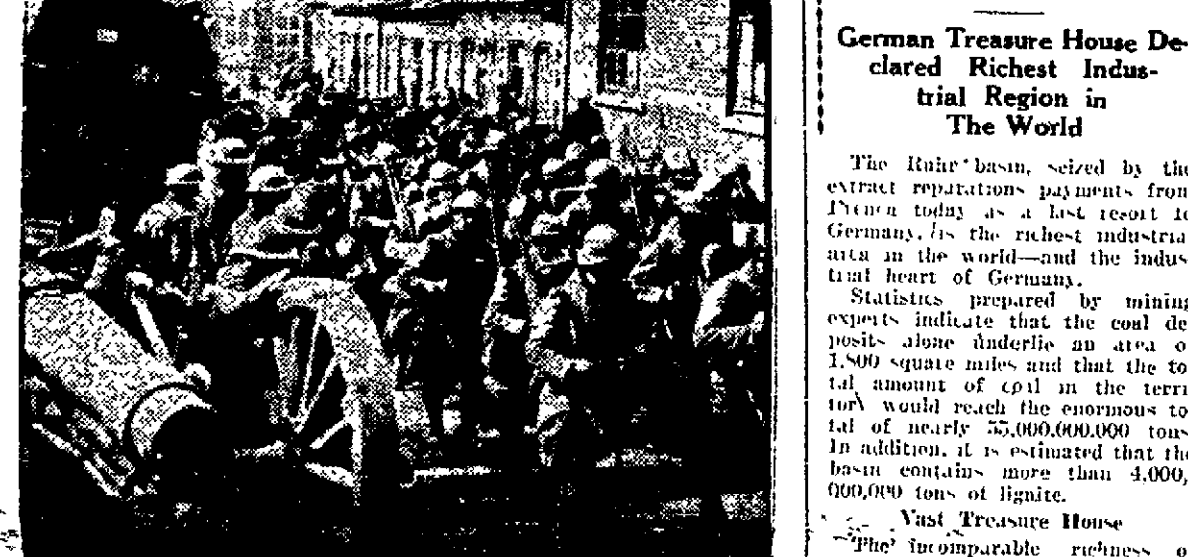 German Treasure House De-
clared Richest Indus-
trial Region in
The World
The Ruhr basin, seized by the
extract reparations payments from
French today as a last resort to
Germany, is the richest industrial
area in the world—and the indus-
trial heart of Germany.
Statistics prepared by mining
experts indicate that the coal de-
posits alone underlie an area o
1,800 square miles and that the to-
tal amount of coal in the terri-
tory would reach the enormous to-
tal of nearly 55,000,000,000 tons
In addition, it is estimated that the
basin contains more than 4,000,
000,000 tons of lignite.
Vast Treasure House
The incomparable richness o